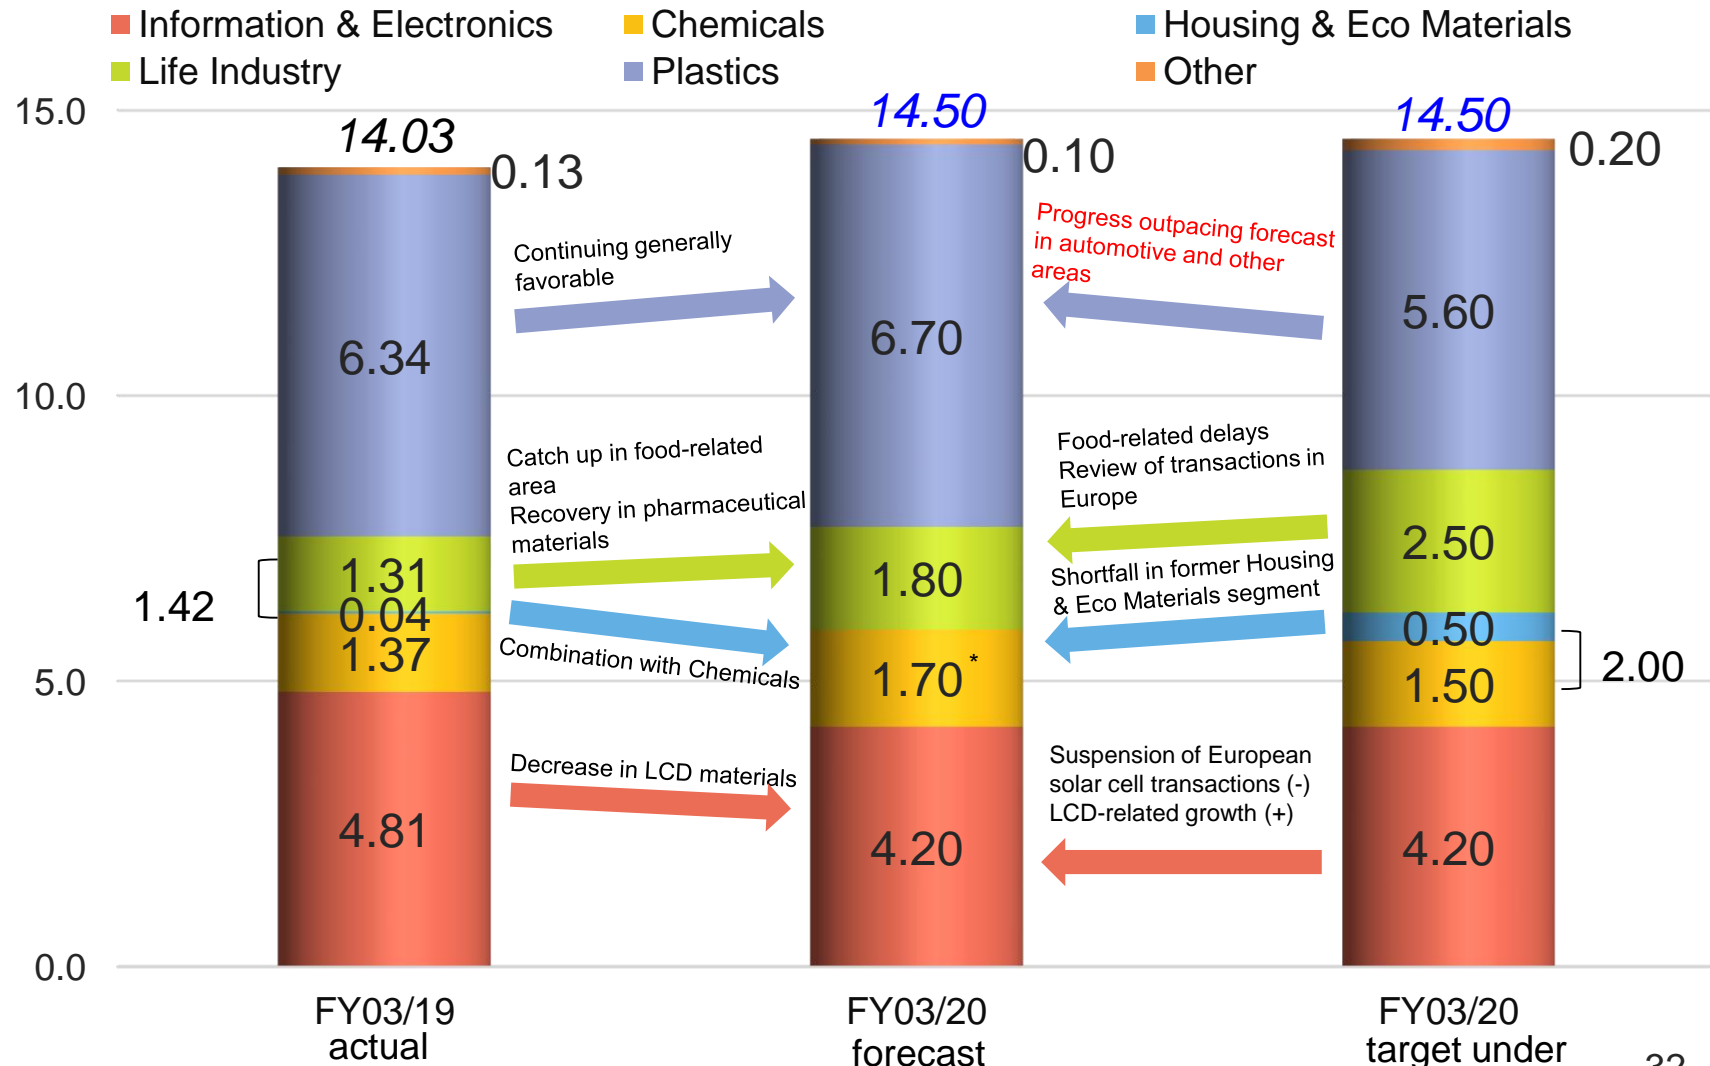 Information & Electronics
Chemicals
Housing & Eco Materials
Life Industry
Plastics
Other
15.0
10.0
5.0
0.0
14.03
0.13
6.34
1.31
0.04
1.37
1.42
4.81
Continuing generally
favorable
Catch up in food-related
area
Recovery in pharmaceutical
materials
Combination with Chemicals
Decrease in LCD materials
14.50
0.10
6.70
1.80
1.70 *
4.20
Progress outpacing forecast
in automotive and other
areas
Food-related delays
Review of transactions in
Europe
Shortfall in former Housing
& Eco Materials segment
Suspension of European
solar cell transactions (-)
LCD-related growth (+)
14.50
0.20
5.60
2.50
0.50
1.50
2.00
4.20
FY03/19
actual
FY03/20
forecast
FY03/20
target under